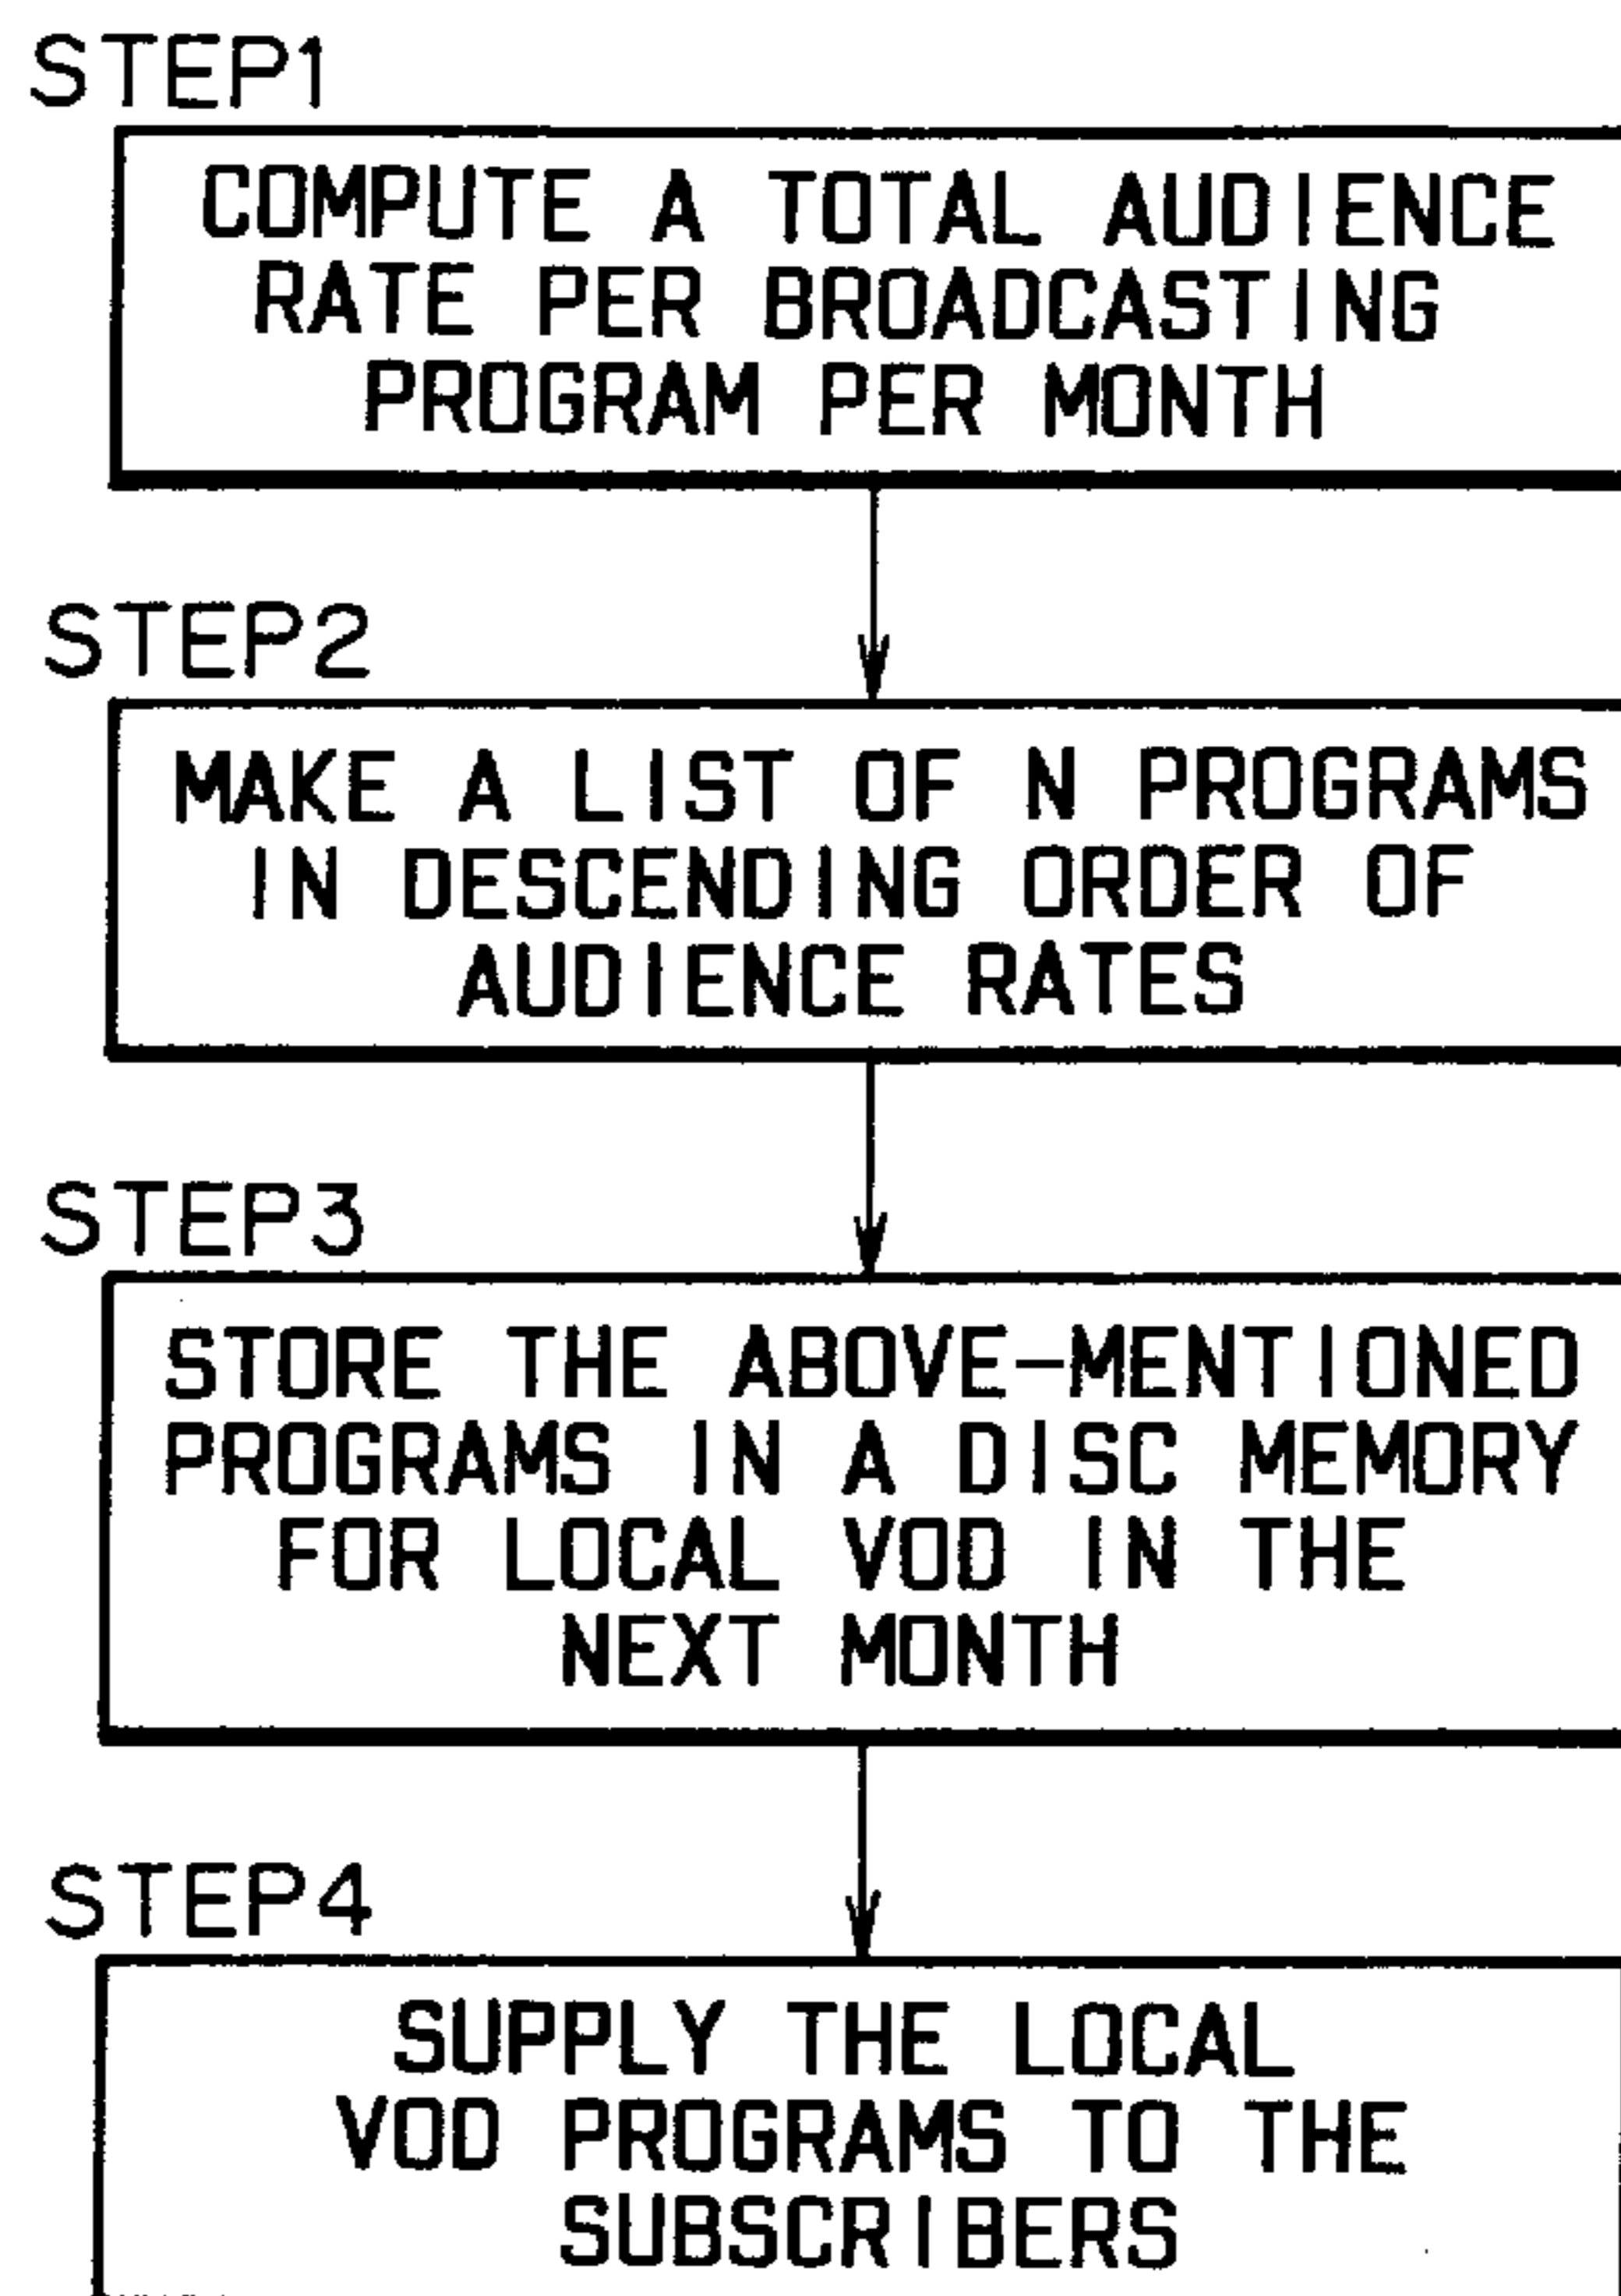 STEP1
COMPUTE A TOTAL AUDIENCE
RATE PER BROADCASTING
PROGRAM PER MONTH
STEP2
MAKE A LIST OF N PROGRAMS
IN DESCENDING ORDER OF
AUDIENCE RATES
STEP3
STORE THE ABOVE-MENTIONED
PROGRAMS IN A DISC MEMORY
FOR LOCAL VOD IN THE
NEXT MONTH
STEP4
SUPPLY THE LOCAL
VOD PROGRAMS TO THE
SUBSCRIBERS